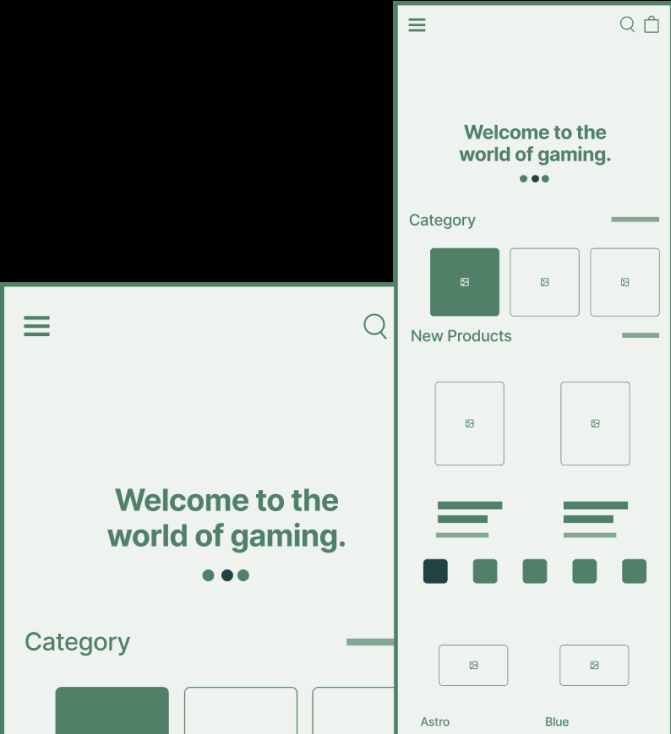 Welcome to the
world of gaming.
Category
New Products
Astro
Blue
Welcome to the
world of gaming.
Category